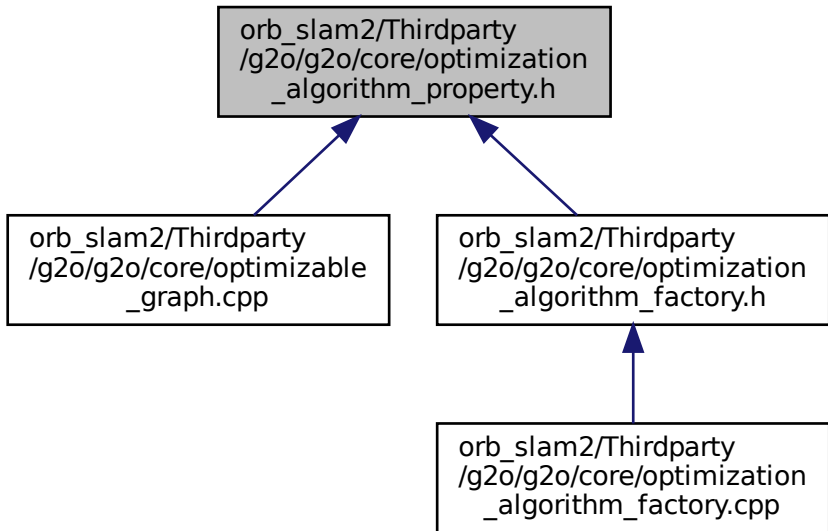 orb_slam2/Thirdparty
/g2o/g2o/core/optimization
_algorithm_property.h
orb_slam2/Thirdparty
/g2o/g2o/core/optimizable
_graph.cpp
orb_slam2/Thirdparty
/g2o/g2o/core/optimization
_algorithm_factory.h
orb_slam2/Thirdparty
/g2o/g2o/core/optimization
_algorithm_factory.cpp